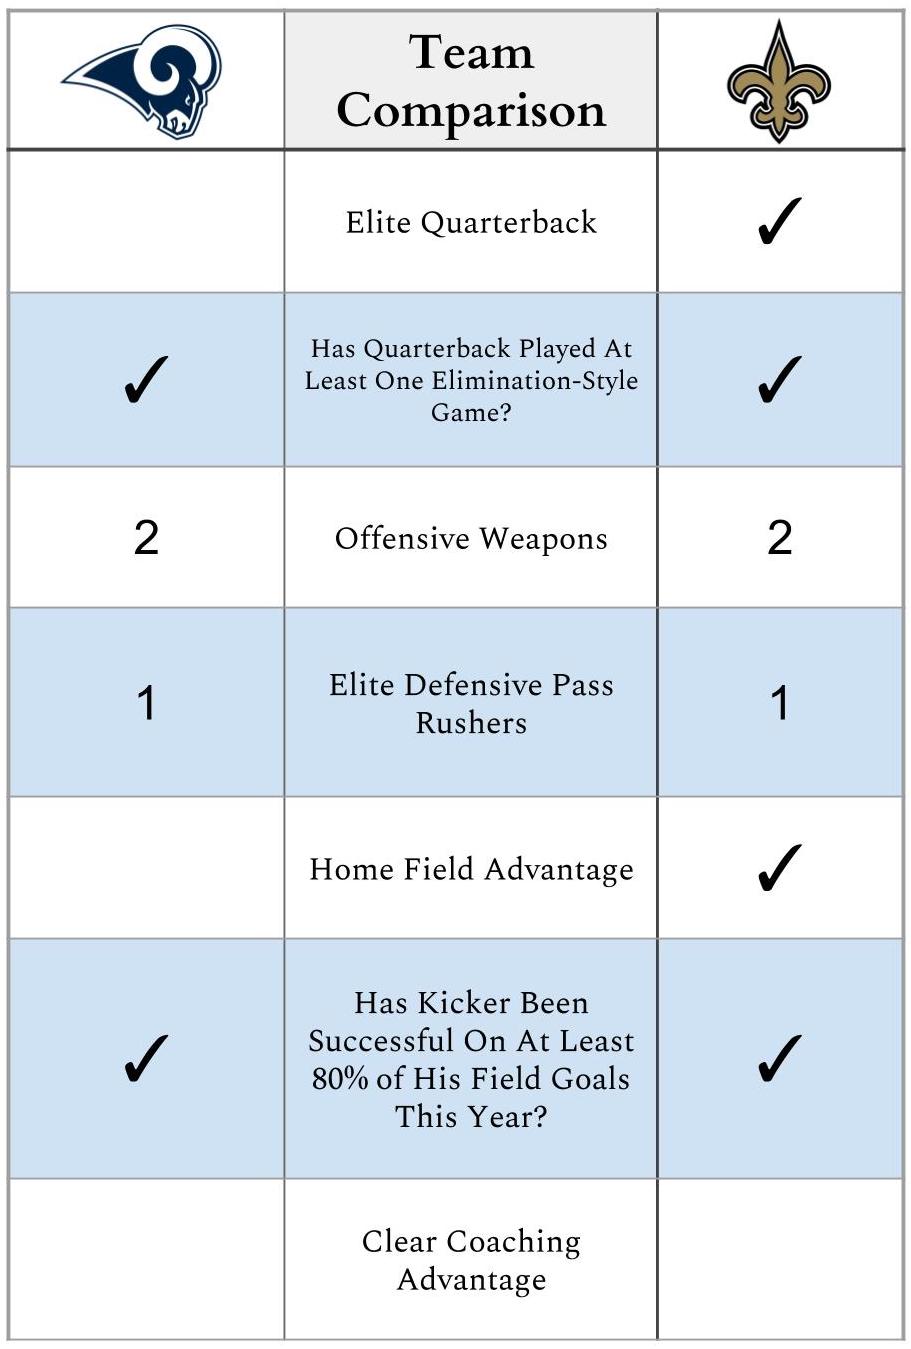 Team
Comparison
Elite Quarterback
✓
✓
Has Quarterback Played At
Least One Elimination-Style
Game?
✓
2
Offensive Weapons
2
1
Elite Defensive Pass
Rushers
1
Home Field Advantage
✓
✓
Has Kicker Been
Successful On At Least
80% of His Field Goals
This Year?
✓
Clear Coaching
Advantage